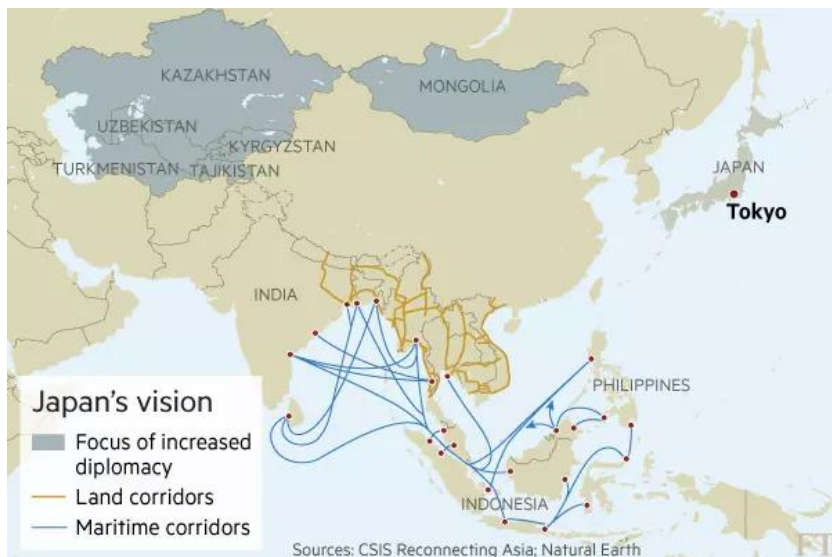 KAZAKHSTAN
MONGOLIA
UZBEKISTAN
KYRGYZSTAN
TURKMENISTAN
TAJIKISTAN
JAPAN
Tokyo
INDIA
PHILIPPINES
INDONESIA
Japan's vision
Focus of increased
diplomacy
Land corridors
Maritime corridors
Sources: CSIS Reconnecting Asia; Natural Earth
FT